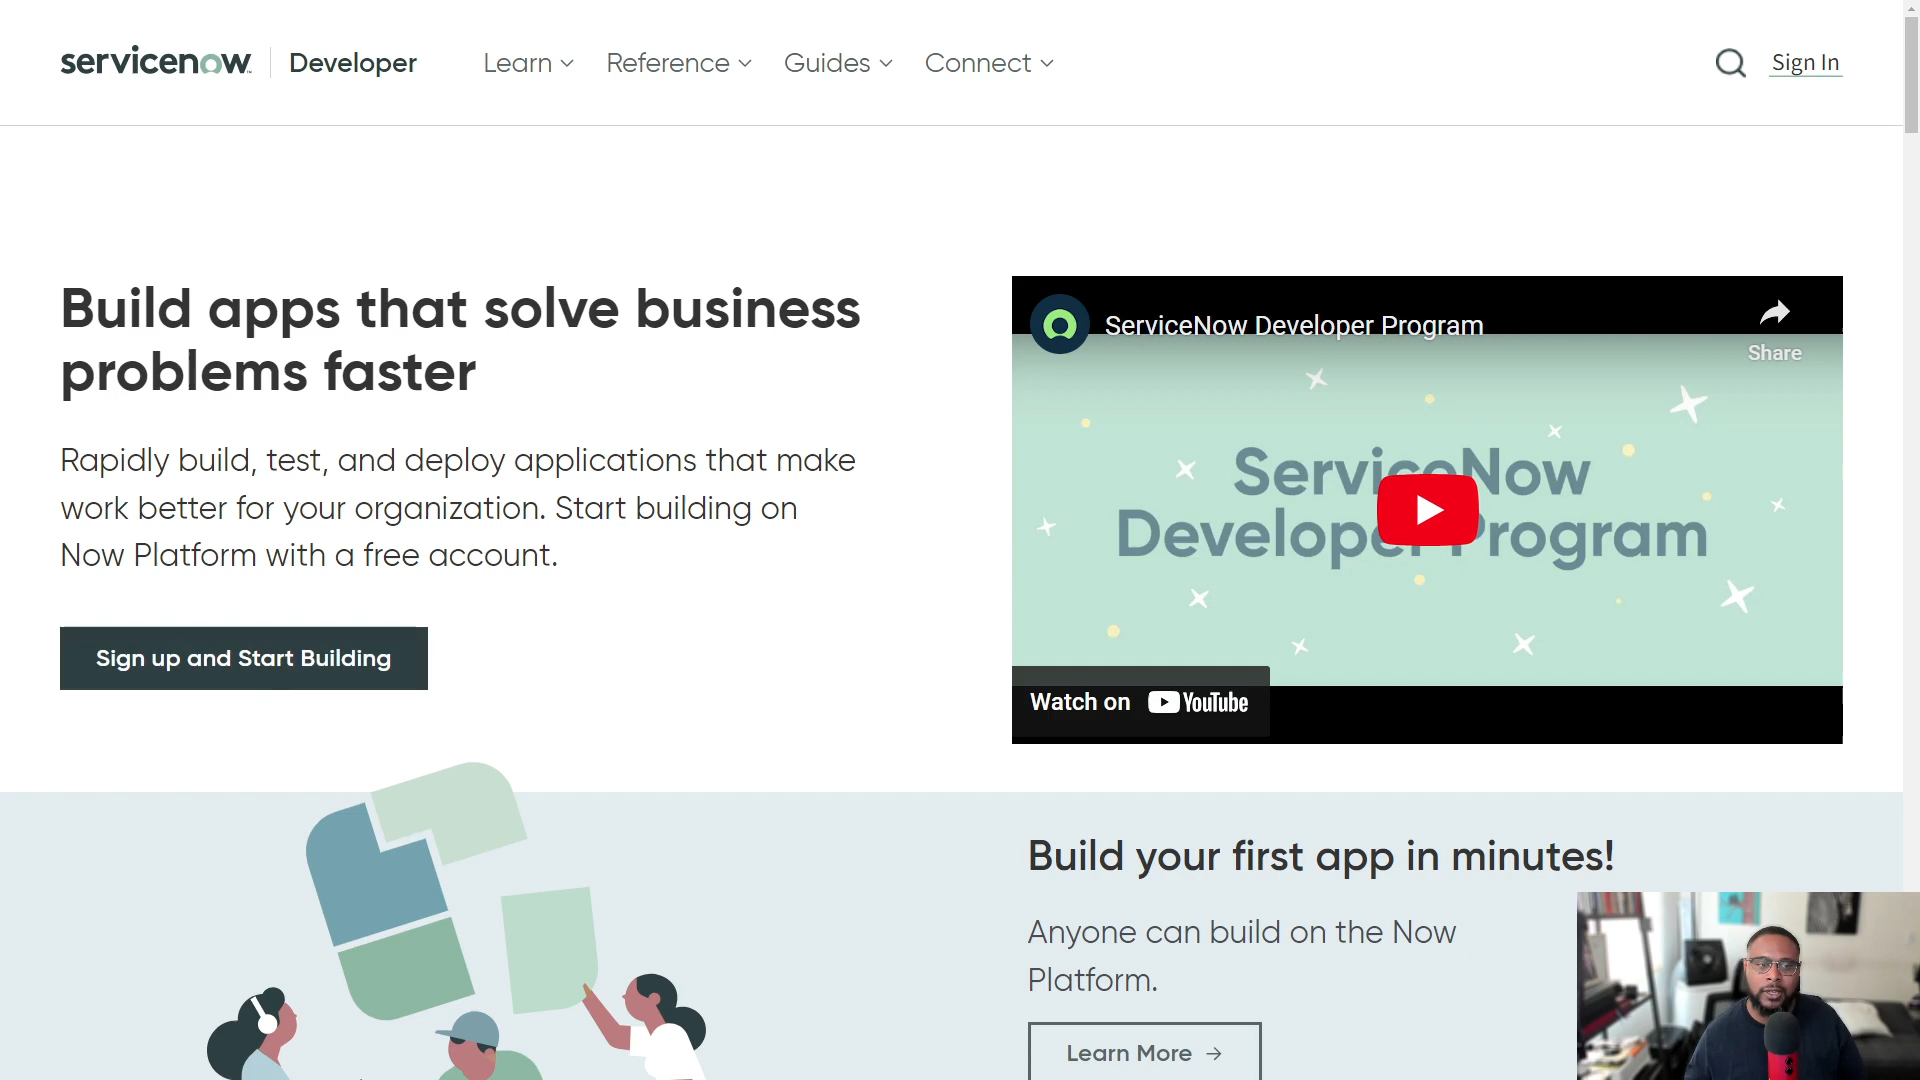 servicenow Developer Learn Reference Guides Connect Sign In
Build apps that solve business
problems faster
Rapidly build, test, and deploy applications that make
work better for your organization. Start building on
Now Platform with a free account.
Sign up and Start Building
ServiceNow Developer Program
Share
ServiceNow
Developer Program
Watch on YouTube
Build your first app in minutes!
Anyone can build on the Now
Platform.
Learn More →